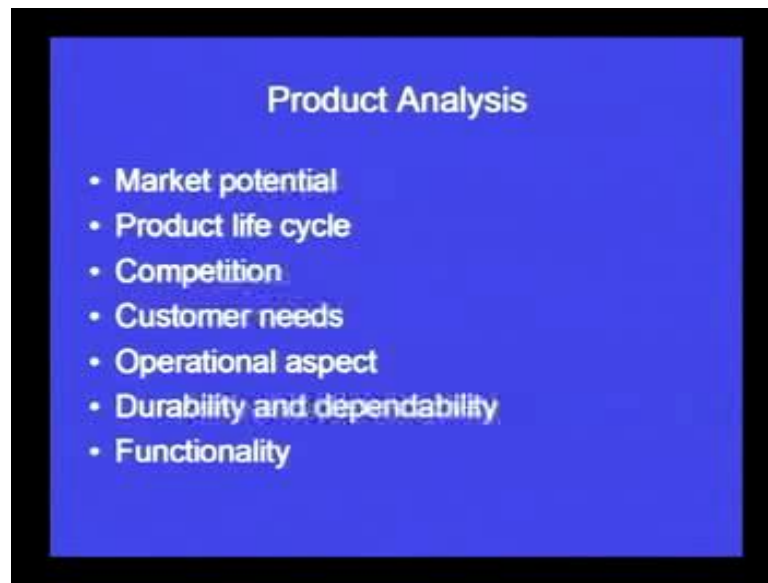 Product Analysis
• Market potential
• Product life cycle
• Competition
• Customer needs
• Operational aspect
• Durability and dependability
• Functionality